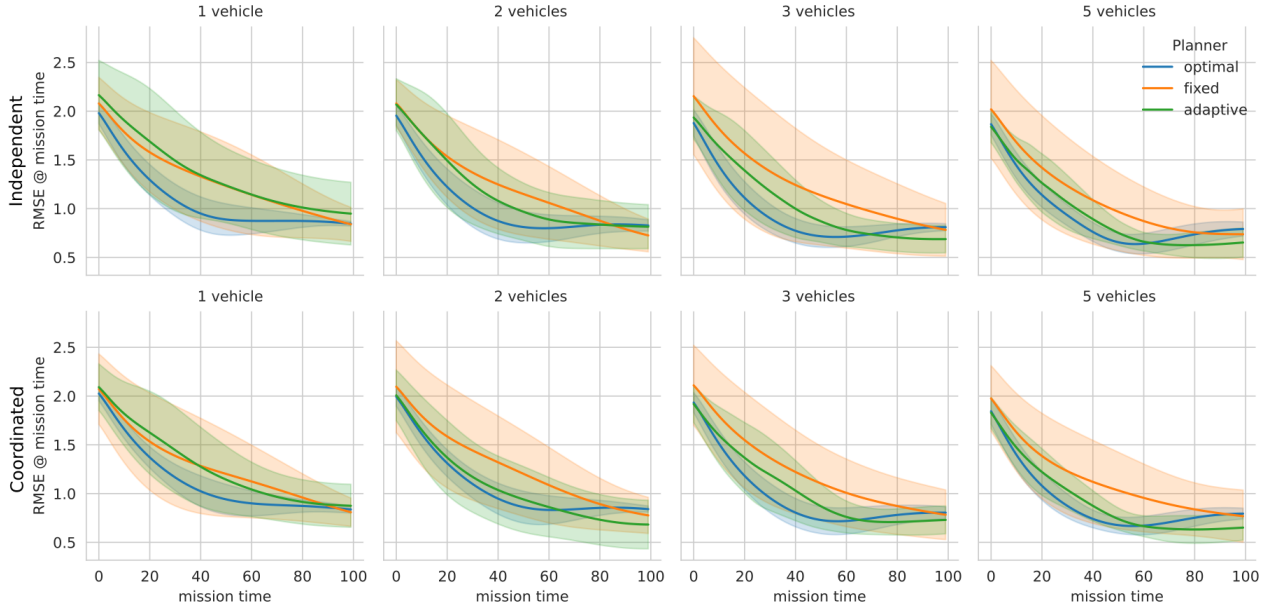 1 vehicle
2 vehicles
3 vehicles
5 vehicles
Independent
RMSE @ mission time
2.5
2.0
1.5
1.0
0.5
Planner
optimal
fixed
adaptive
1 vehicle
2 vehicles
3 vehicles
5 vehicles
Coordinated
RMSE @ mission time
2.5
2.0
1.5
1.0
0.5
0 20 40 60 80 100
0 20 40 60 80 100
0 20 40 60 80 100
0 20 40 60 80 100
mission time
mission time
mission time
mission time